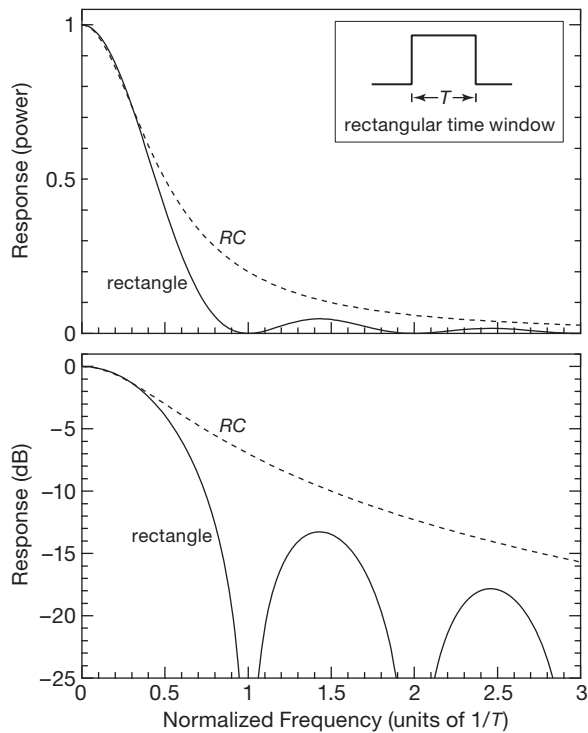 Response (power)
1
0.5
0
T
rectangular time window
RC
rectangle
Response (dB)
0
−5
−10
−15
−20
−25
RC
rectangle
0 0.5 1 1.5 2 2.5 3
Normalized Frequency (units of 1/T)